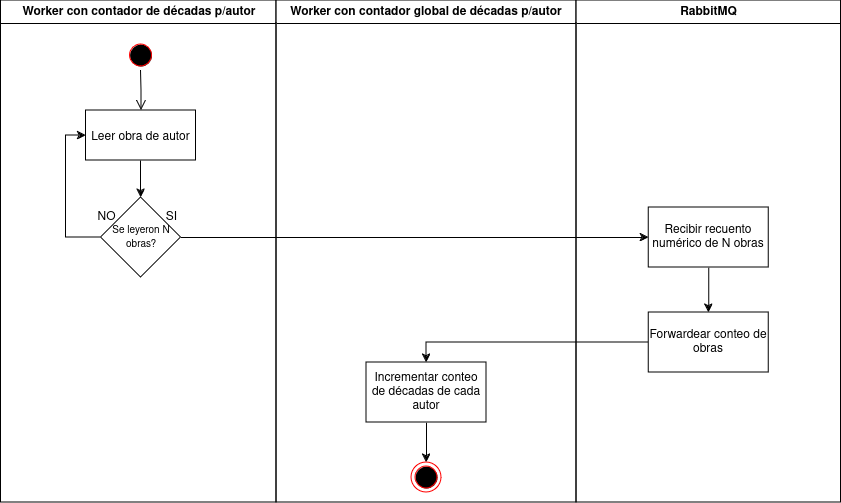 Worker con contador de décadas p/autor
Worker con contador global de décadas p/autor
RabbitMQ
Leer obra de autor
NO
SI
Se leyeron N
obras?
Recibir recuento
numérico de N obras
Forwardear conteo de
obras
Incrementar conteo
de décadas de cada
autor